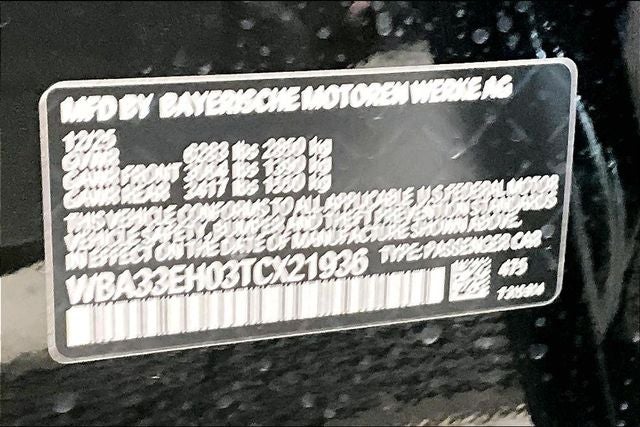 MFD BY BAYERISCHE MOTOREN WERKE AG
12/25
GVWR 6283 lbs 2850 kg
GAWR FRONT lbs kg
GAWR REAR 3417 lbs 1550 kg
THIS VEHICLE CONFORMS TO ALL APPLICABLE U.S FEDERAL MOTOR
VEHICLE SAFETY, BUMPER AND THEFT PREVENTION STANDARDS
IN EFFECT ON THE DATE OF MANUFACTURE SHOWN ABOVE.
WBA33EH03TCX21936 TYPE: PASSENGER CAR
475